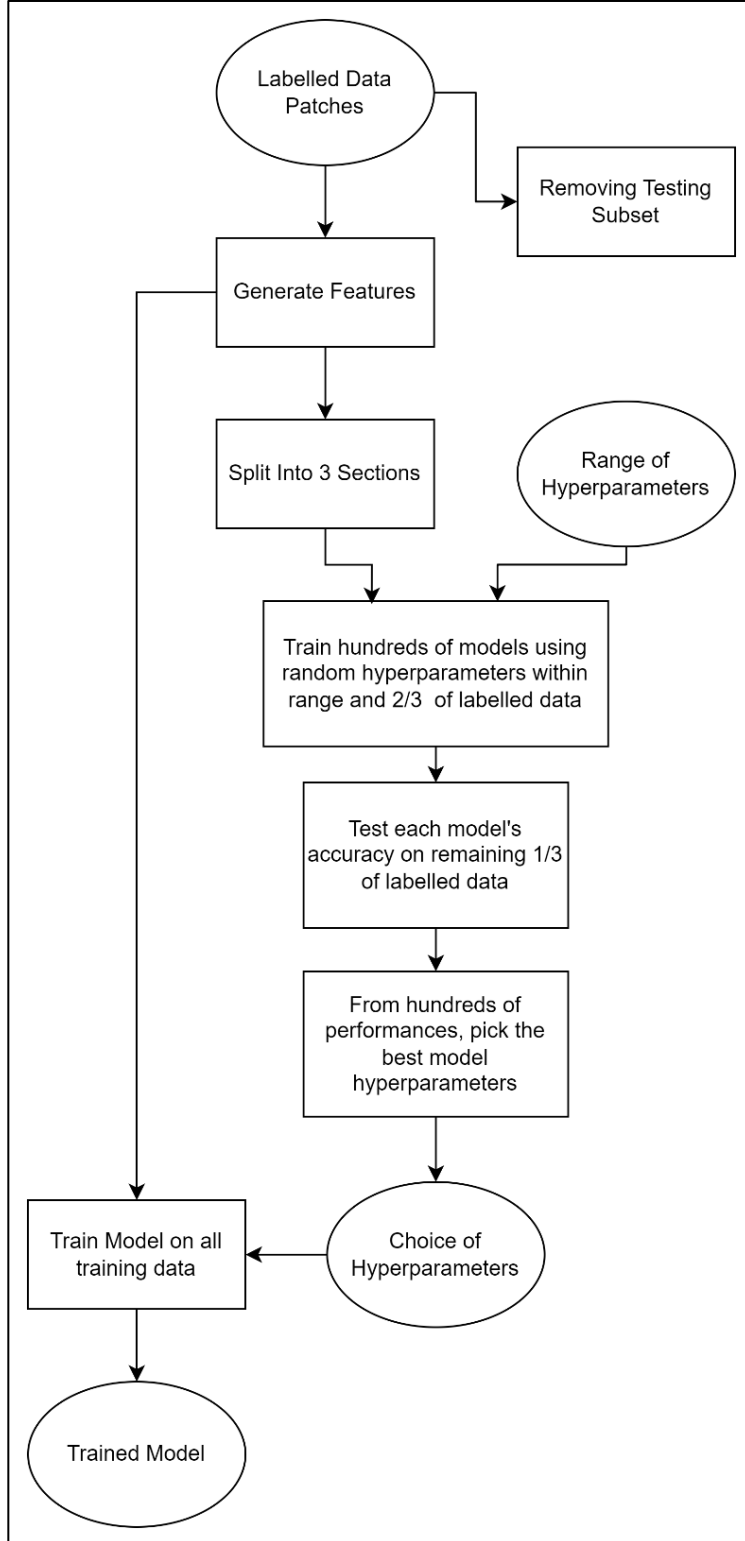 Labelled Data
Patches
Removing Testing
Subset
Generate Features
Split Into 3 Sections
Range of
Hyperparameters
Train hundreds of models using
random hyperparameters within
range and 2/3 of labelled data
Test each model's
accuracy on remaining 1/3
of labelled data
From hundreds of
performances, pick the
best model
hyperparameters
Train Model on all
training data
Choice of
Hyperparameters
Trained Model